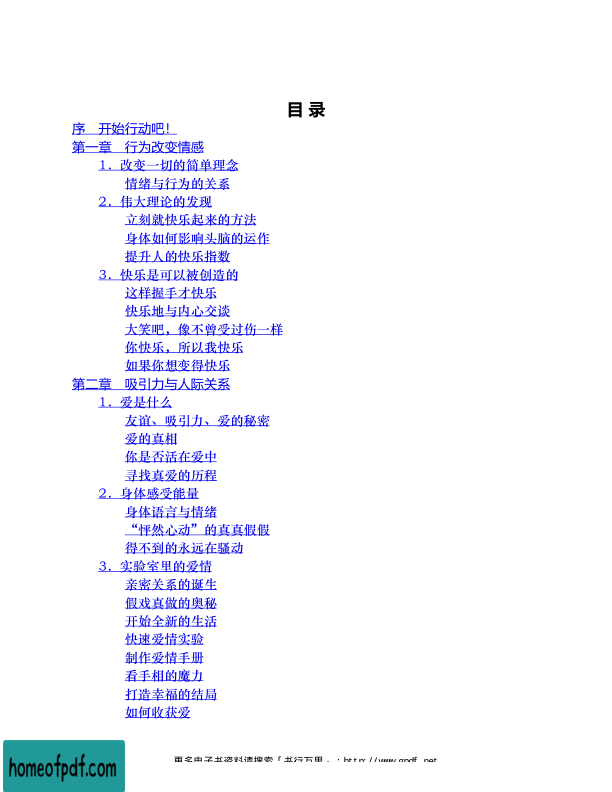 目 录
序　开始行动吧！
第一章　行为改变情感
1．改变一切的简单理念
情绪与行为的关系
2．伟大理论的发现
立刻就快乐起来的方法
身体如何影响头脑的运作
提升人的快乐指数
3．快乐是可以被创造的
这样握手才快乐
快乐地与内心交谈
大笑吧，像不曾受过伤一样
你快乐，所以我快乐
如果你想变得快乐
第二章　吸引力与人际关系
1．爱是什么
友谊、吸引力、爱的秘密
爱的真相
你是否活在爱中
寻找真爱的历程
2．身体感受能量
身体语言与情绪
“怦然心动”的真真假假
得不到的永远在骚动
3．实验室里的爱情
亲密关系的诞生
假戏真做的奥秘
开始全新的生活
快速爱情实验
制作爱情手册
看手相的魔力
打造幸福的结局
如何收获爱
更多电子书资料请搜索「书行万里」：http://www.gpdf.net
homeofpdf.com